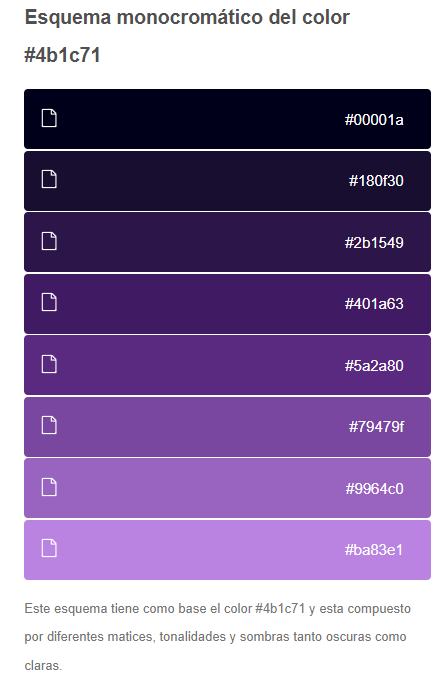 Esquema monocromático del color
#4b1c71
#00001a
#180f30
#2b1549
#401a63
#5a2a80
#79479f
#9964c0
#ba83e1
Este esquema tiene como base el color #4b1c71 y esta compuesto
por diferentes matices, tonalidades y sombras tanto oscuras como
claras.